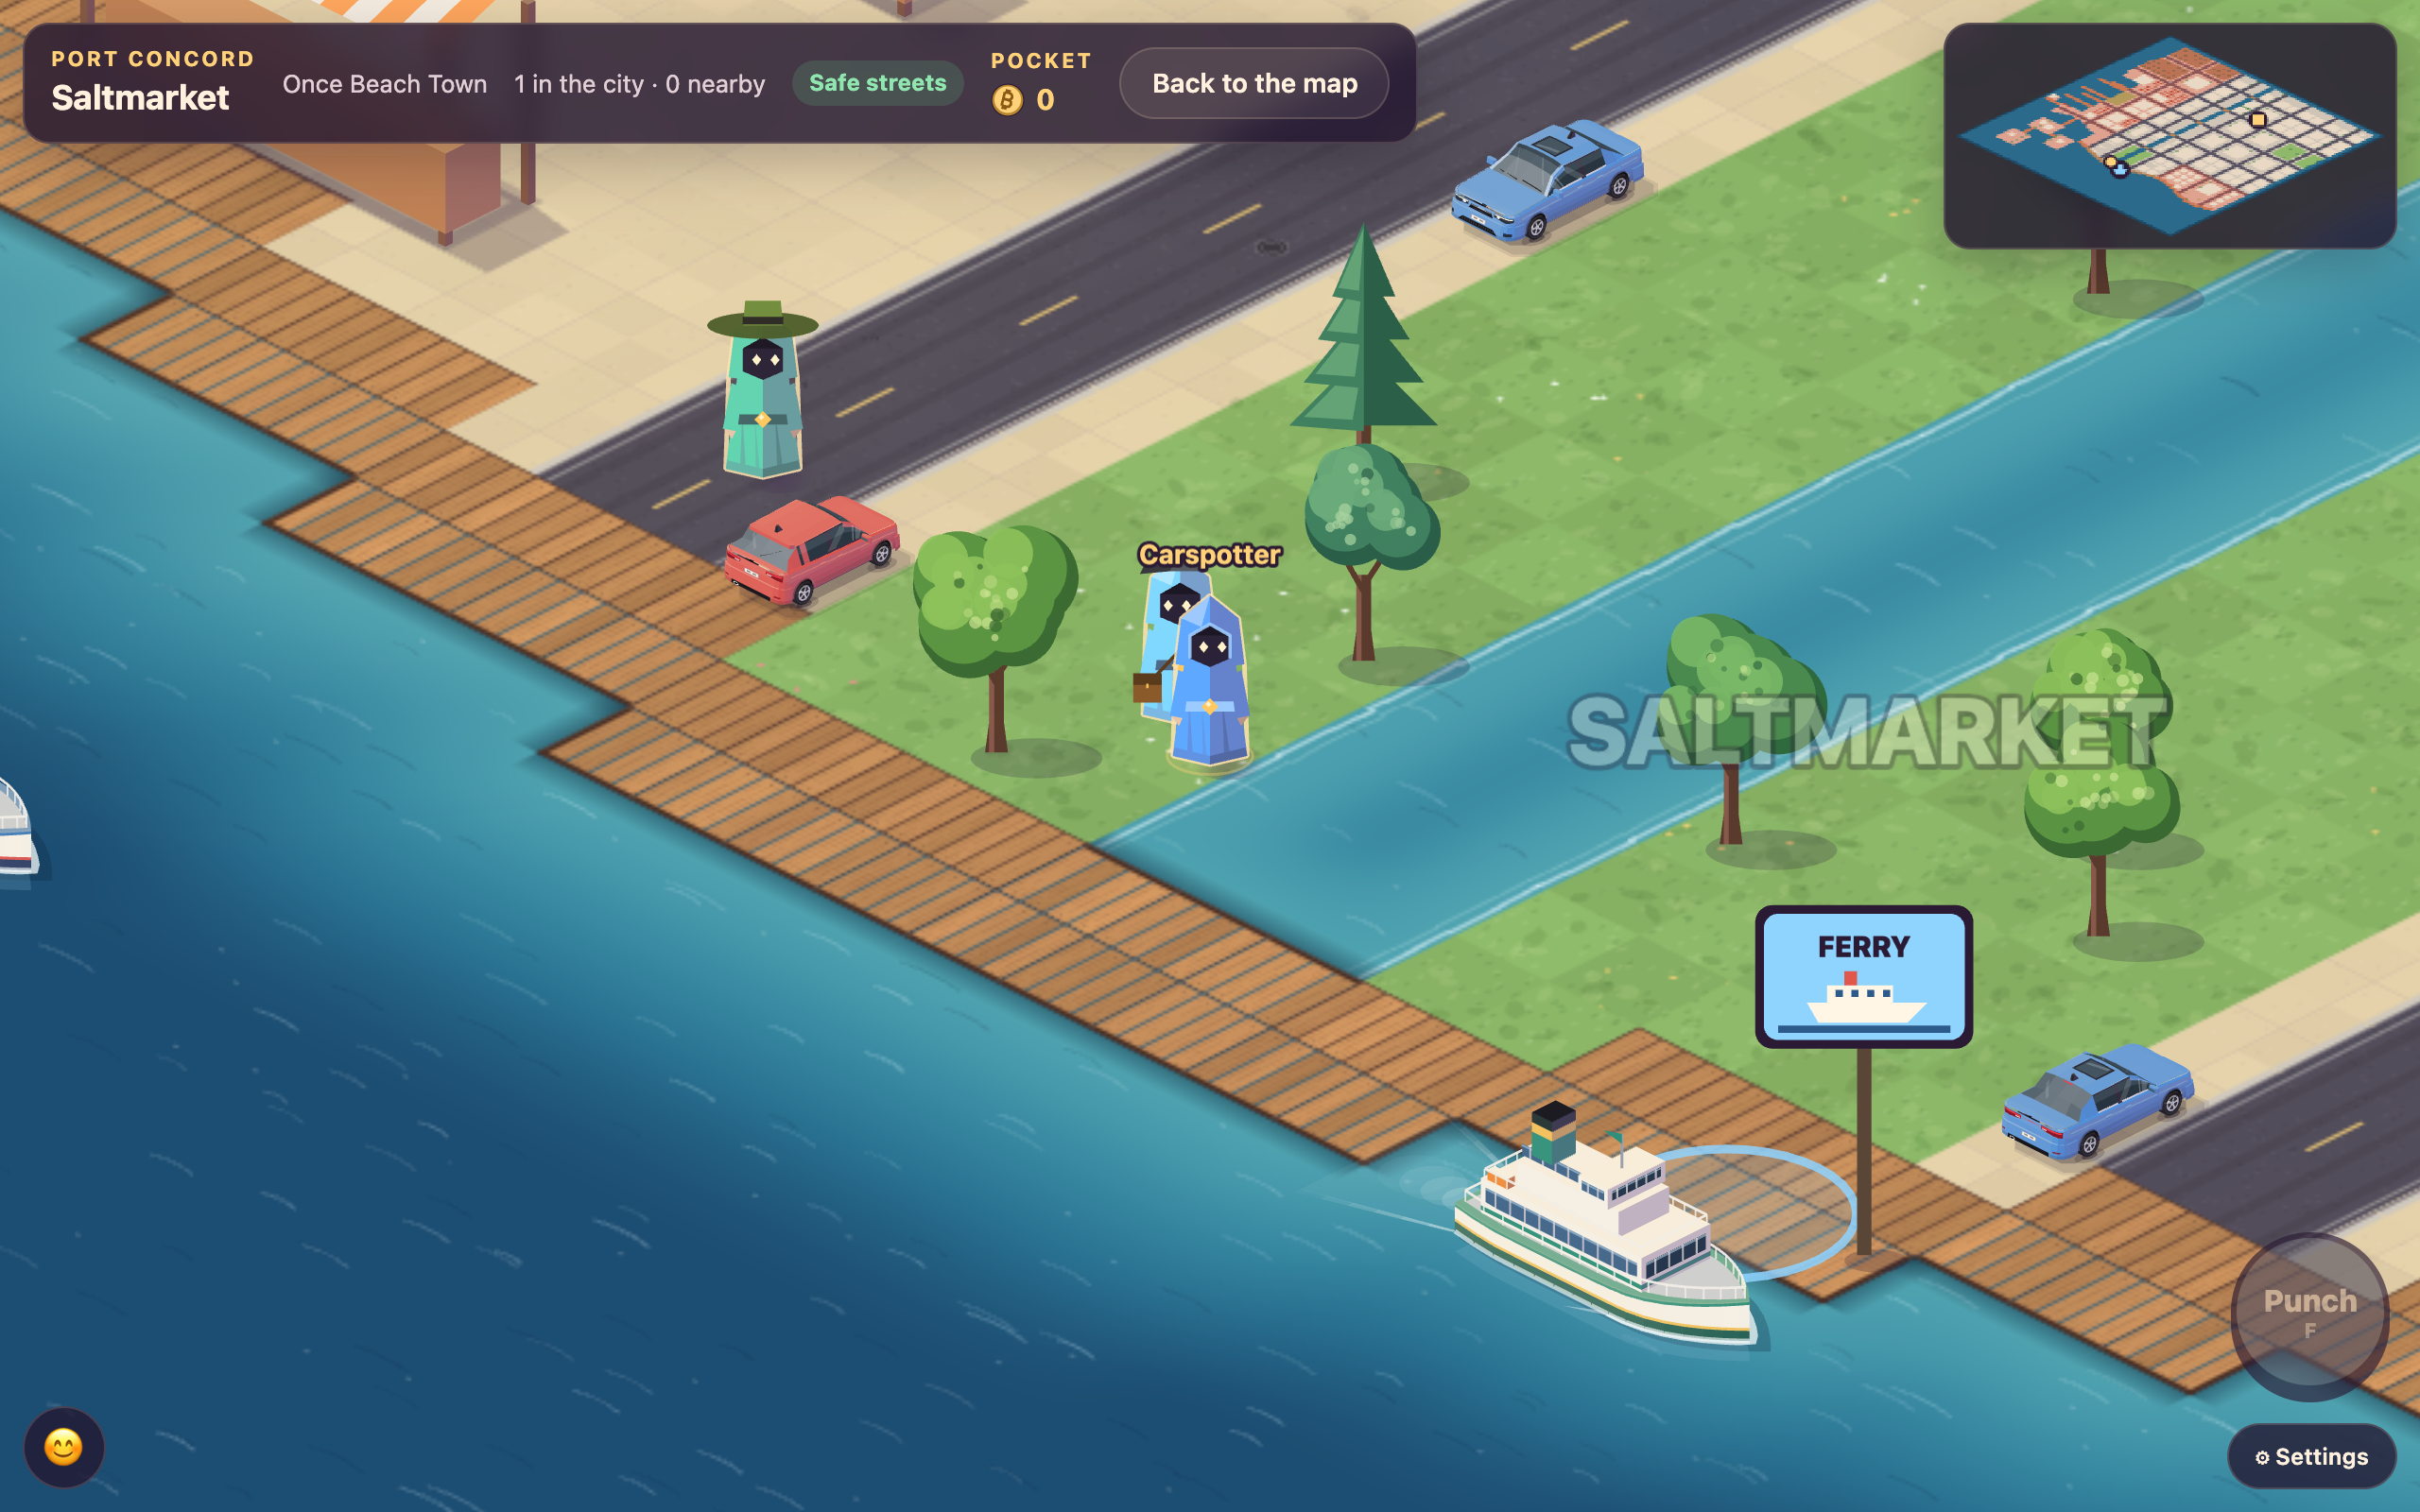 PORT CONCORD
Saltmarket
Once Beach Town
1 in the city · 0 nearby
Safe streets
POCKET
0
Back to the map
Carspotter
SALTMARKET
FERRY
Punch
F
⚙ Settings